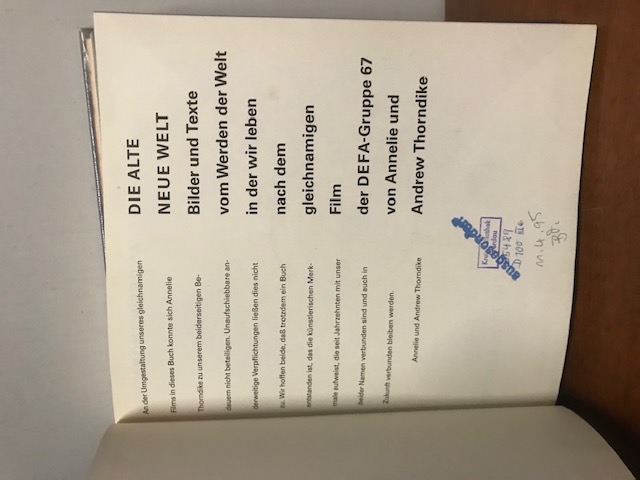 DIE ALTE
NEUE WELT
Bilder und Texte
vom Werden der Welt
in der wir leben
nach dem
gleichnamigen
Film
der DEFA-Gruppe 67
von Annelie und
Andrew Thorndike
An der Umgestaltung unseres gleichnamigen
Films in dieses Buch konnte sich Annelie
Thorndike zu unserem beiderseitigen Be-
dauern nicht beteiligen. Unaufschiebbare an-
derweitige Verpflichtungen ließen dies nicht
zu. Wir hoffen beide, daß trotzdem ein Buch
entstanden ist, das die künstlerischen Merk-
male aufweist, die seit Jahrzehnten mit unser
beider Namen verbunden sind und auch in
Zukunft verbunden bleiben werden.
Annelie und Andrew Thorndike
ausgesondert
D 100